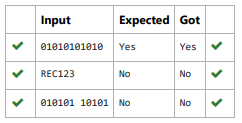 Input Expected Got
01010101010 Yes Yes
REC123 No No
010101 10101 No No